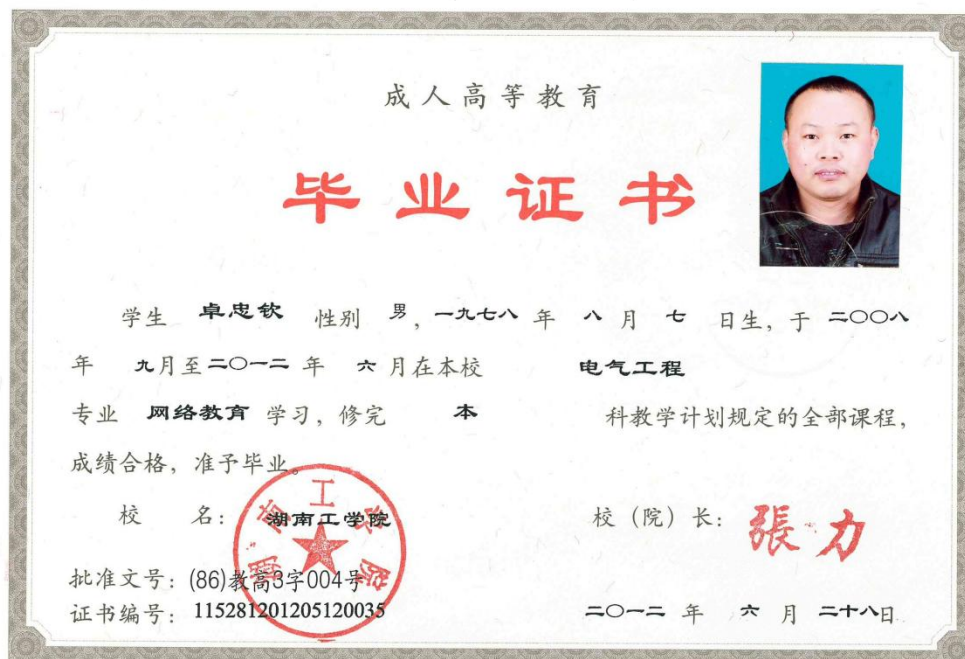 成人高等教育
毕业证书
学生 卓忠钦 性别 男，一九七八 年 八 月 七 日生，于 二〇〇八
年 九月至二〇一二 年 六 月在本校 电气工程
专业 网络教育 学习，修完 本 科教学计划规定的全部课程，
成绩合格，准予毕业。
校 名：湖南工学院 校（院）长：張力
湖南工学院
批准文号：(86)教高3字004号
证书编号：115281201205120035 二〇一二 年 六 月 二十八日